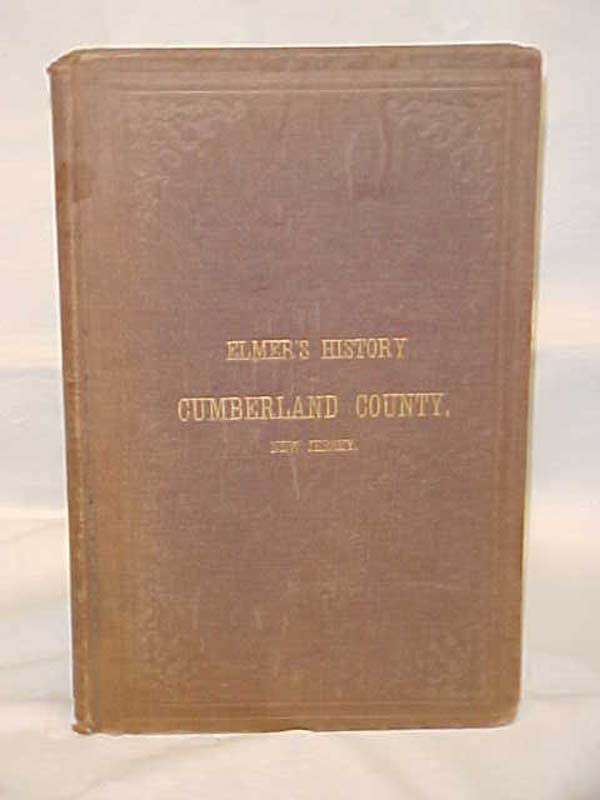 ELMER'S HISTORY
CUMBERLAND COUNTY,
NEW JERSEY.